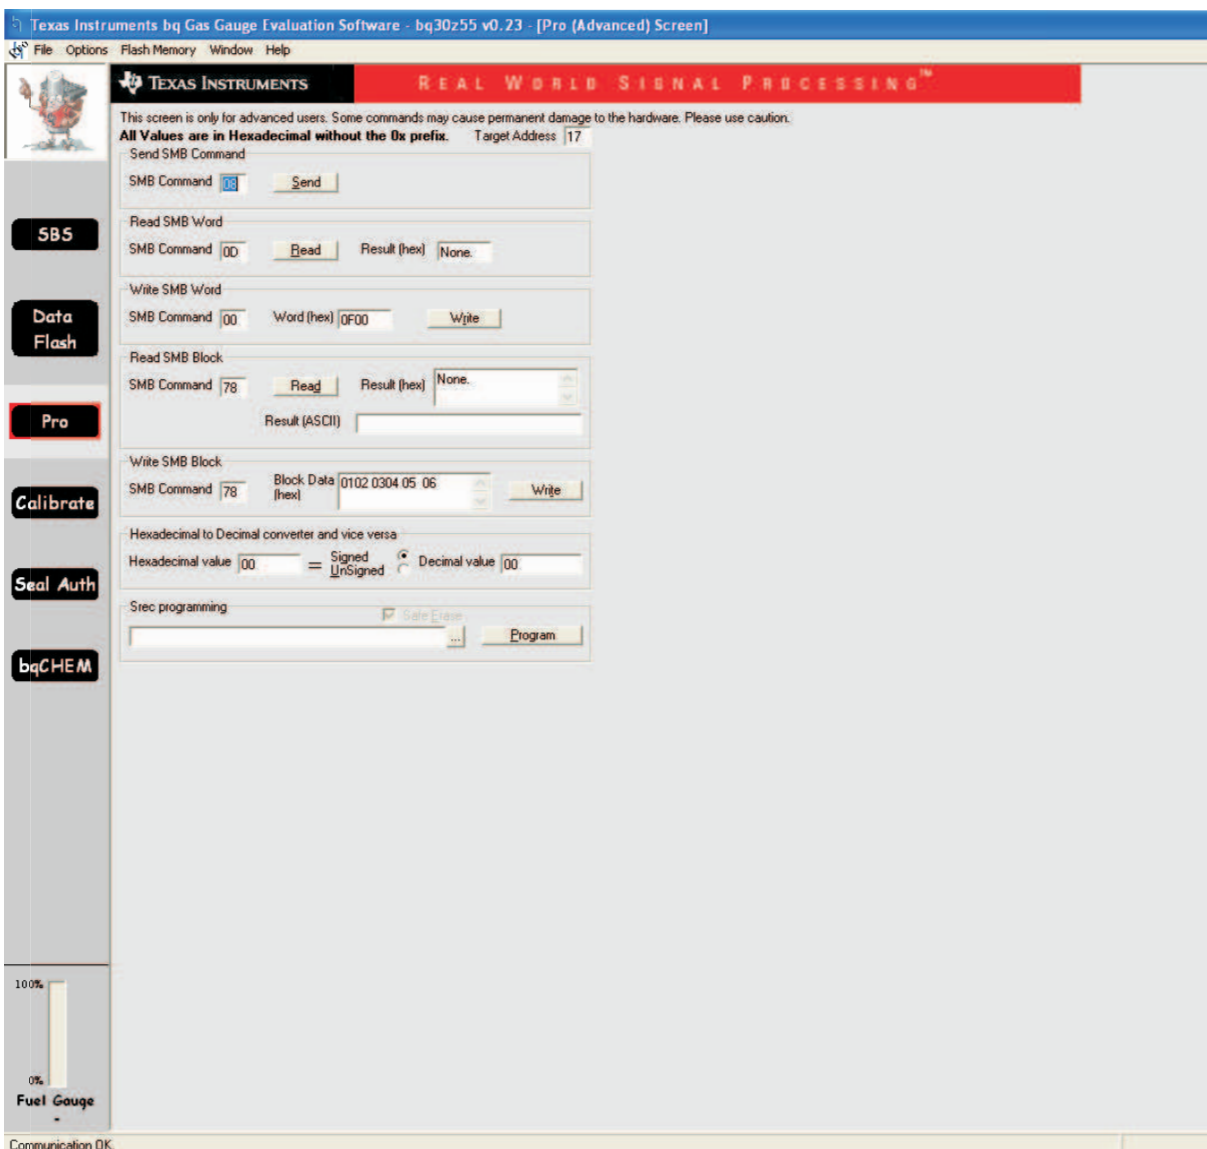 Texas Instruments bq Gas Gauge Evaluation Software - bq30z55 v0.23 - [Pro (Advanced) Screen]
File Options Flash Memory Window Help
TEXAS INSTRUMENTS REAL WORLD SIGNAL PROCESSING™
This screen is only for advanced users. Some commands may cause permanent damage to the hardware. Please use caution.
All Values are in Hexadecimal without the 0x prefix. Target Address 17
Send SMB Command
SMB Command 08 Send
Read SMB Word
SMB Command 0D Read Result (hex) None.
Write SMB Word
SMB Command 00 Word (hex) 0F00 Write
Read SMB Block
SMB Command 78 Read Result (hex) None.
Result (ASCII)
Write SMB Block
SMB Command 78 Block Data (hex) 0102 0304 05 06 Write
Hexadecimal to Decimal converter and vice versa
Hexadecimal value 00 = Signed UnSigned Decimal value 00
Srec programming Safe Erase
... Program
SBS
Data
Flash
Pro
Calibrate
Seal Auth
bqCHEM
100%
0%
Fuel Gauge
-
Communication OK.